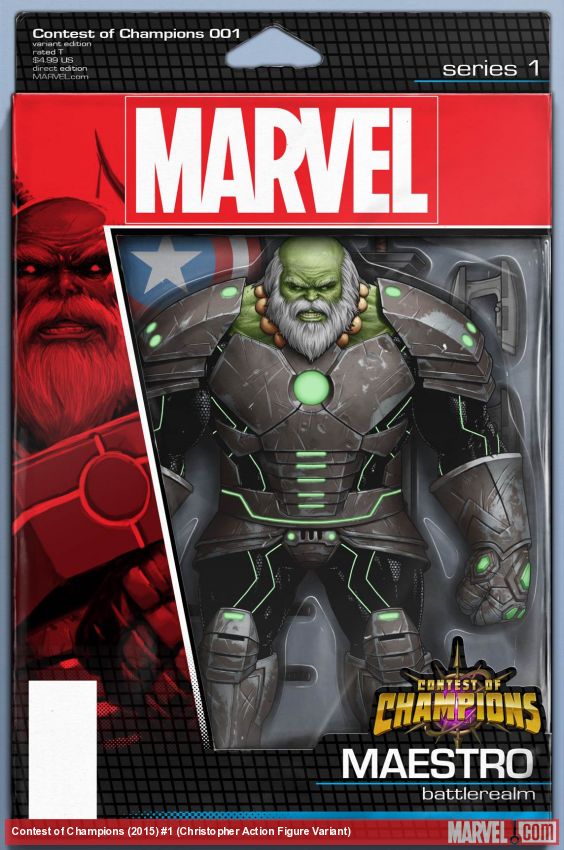 Contest of Champions 001
variant edition
rated T
$4.99 US
direct edition
MARVEL.com
series 1
MARVEL
CONTEST OF
CHAMPIONS
MAESTRO
battlerealm
Contest of Champions (2015) #1 (Christopher Action Figure Variant)
MARVEL.com